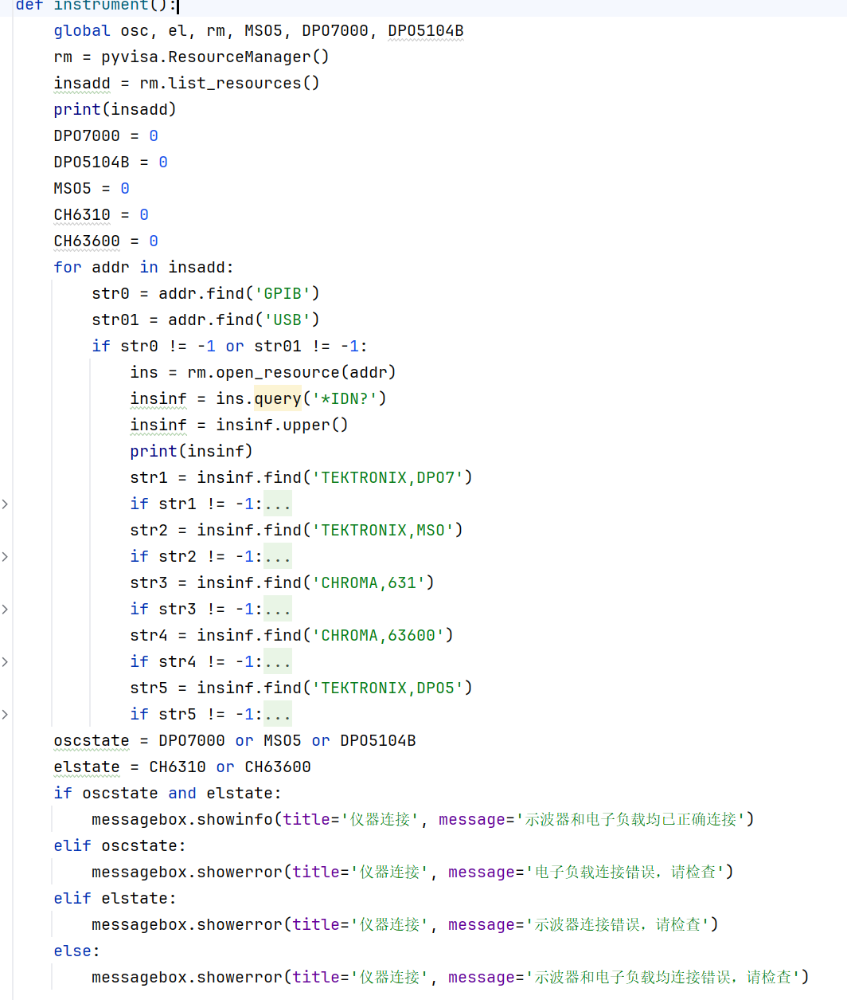 def instrument():
    global osc, el, rm, MSO5, DPO7000, DPO5104B
    rm = pyvisa.ResourceManager()
    insadd = rm.list_resources()
    print(insadd)
    DPO7000 = 0
    DPO5104B = 0
    MSO5 = 0
    CH6310 = 0
    CH63600 = 0
    for addr in insadd:
        str0 = addr.find('GPIB')
        str01 = addr.find('USB')
        if str0 != -1 or str01 != -1:
            ins = rm.open_resource(addr)
            insinf = ins.query('*IDN?')
            insinf = insinf.upper()
            print(insinf)
            str1 = insinf.find('TEKTRONIX,DPO7')
            if str1 != -1:...
            str2 = insinf.find('TEKTRONIX,MSO')
            if str2 != -1:...
            str3 = insinf.find('CHROMA,631')
            if str3 != -1:...
            str4 = insinf.find('CHROMA,63600')
            if str4 != -1:...
            str5 = insinf.find('TEKTRONIX,DPO5')
            if str5 != -1:...
    oscstate = DPO7000 or MSO5 or DPO5104B
    elstate = CH6310 or CH63600
    if oscstate and elstate:
        messagebox.showinfo(title='仪器连接', message='示波器和电子负载均已正确连接')
    elif oscstate:
        messagebox.showerror(title='仪器连接', message='电子负载连接错误，请检查')
    elif elstate:
        messagebox.showerror(title='仪器连接', message='示波器连接错误，请检查')
    else:
        messagebox.showerror(title='仪器连接', message='示波器和电子负载均连接错误，请检查')